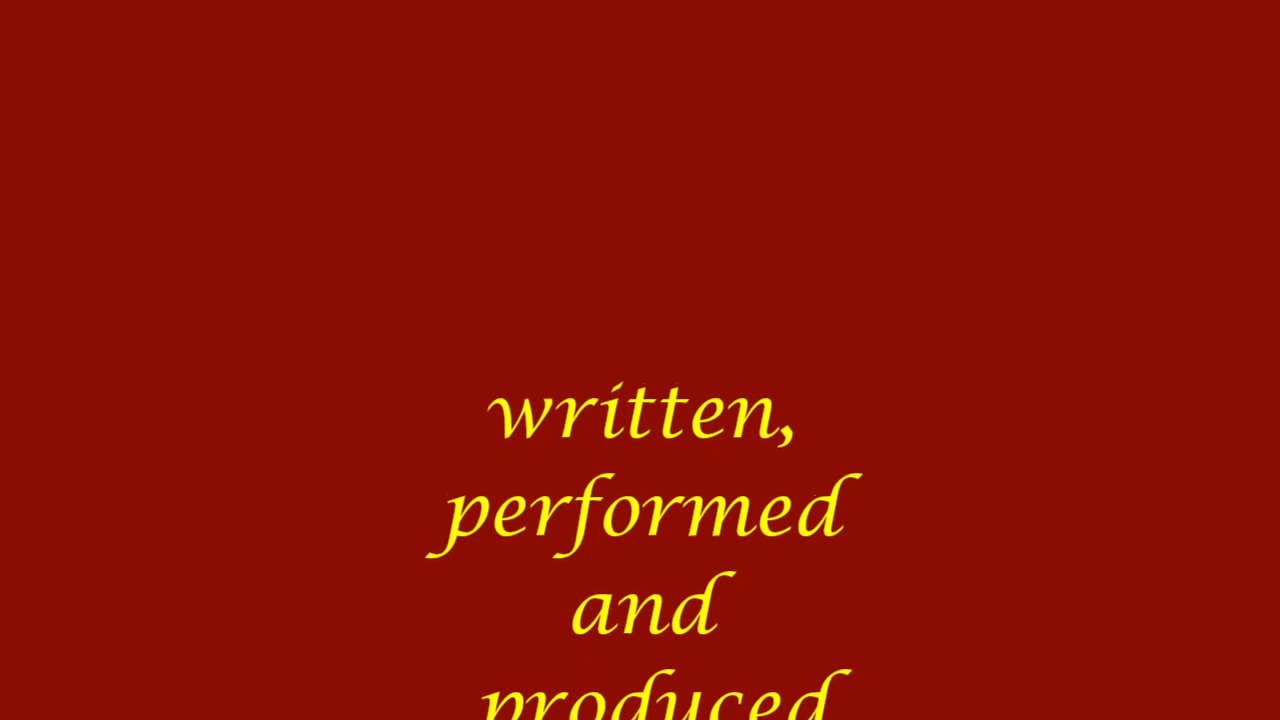 written,
performed
and
produced